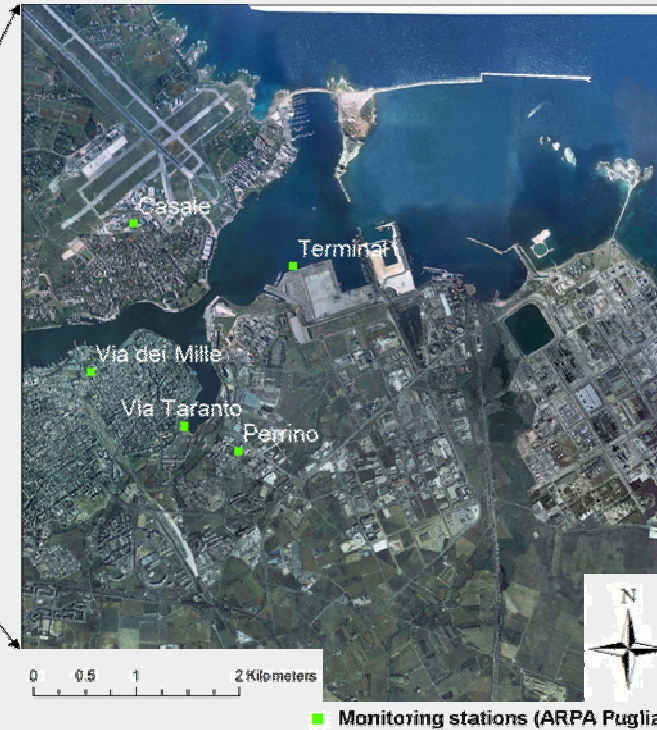 Casale
Terminal
Via dei Mille
Via Taranto
Perrino
N
0 0.5 1 2 Kilometers
Monitoring stations (ARPA Puglia